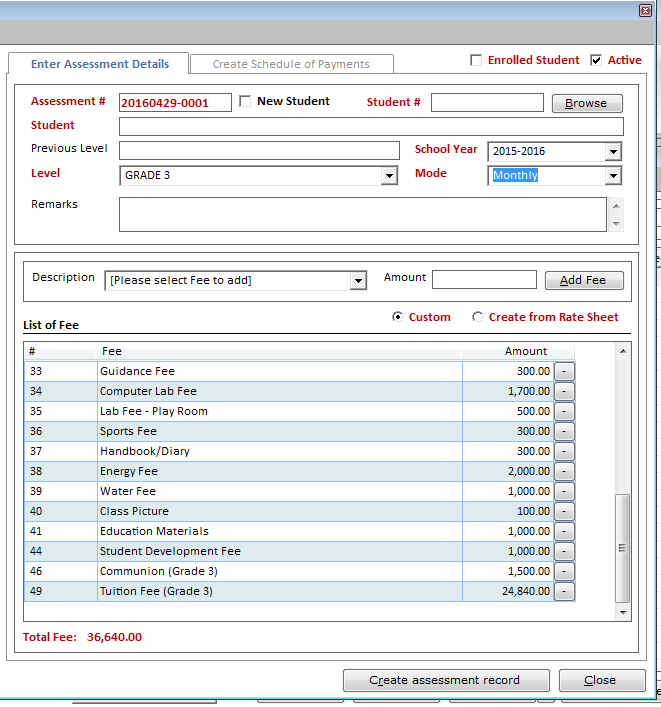 Enter Assessment Details Create Schedule of Payments Enrolled Student Active
Assessment # 20160429-0001 New Student Student # Browse
Student
Previous Level School Year 2015-2016
Level GRADE 3 Mode Monthly
Remarks
Description [Please select Fee to add] Amount Add Fee
Custom Create from Rate Sheet
List of Fee
# Fee Amount
33 Guidance Fee 300.00 -
34 Computer Lab Fee 1,700.00 -
35 Lab Fee - Play Room 500.00 -
36 Sports Fee 300.00 -
37 Handbook/Diary 300.00 -
38 Energy Fee 2,000.00 -
39 Water Fee 1,000.00 -
40 Class Picture 100.00 -
41 Education Materials 1,000.00 -
44 Student Development Fee 1,000.00 -
46 Communion (Grade 3) 1,500.00 -
49 Tuition Fee (Grade 3) 24,840.00 -
Total Fee: 36,640.00
Create assessment record Close